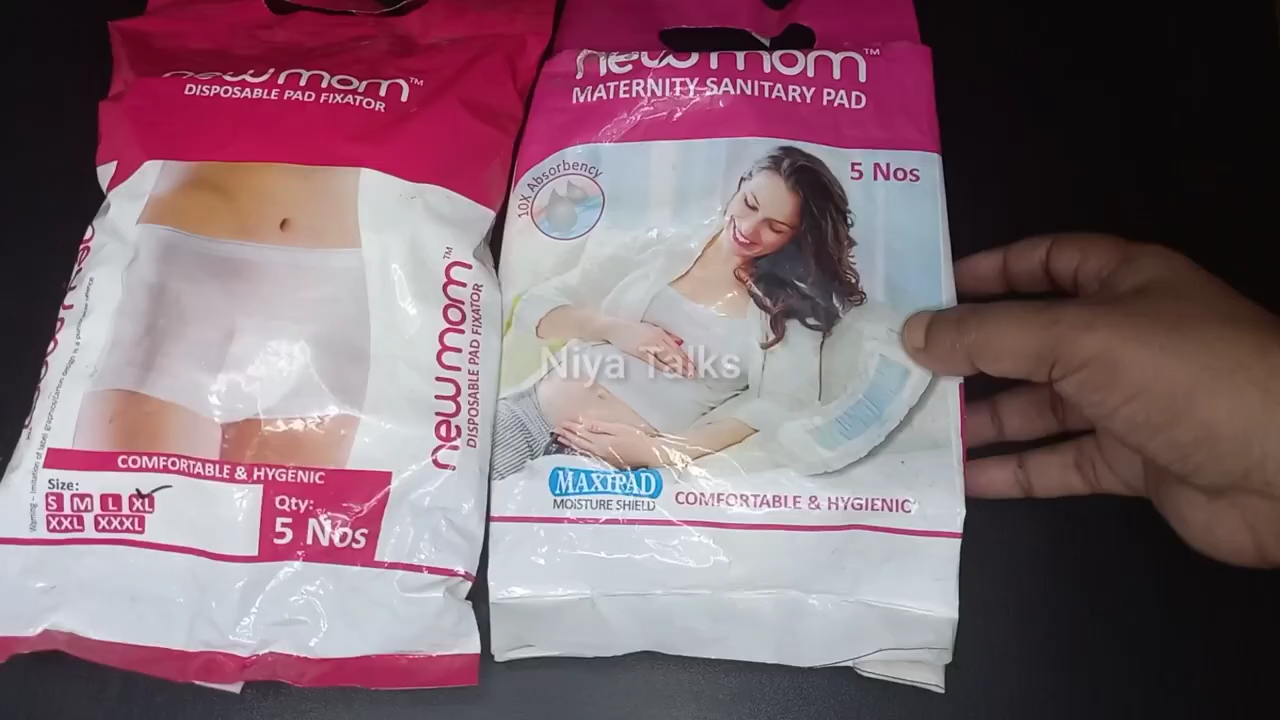 new mom™
DISPOSABLE PAD FIXATOR
new mom™
DISPOSABLE PAD FIXATOR
COMFORTABLE & HYGENIC
Size:
S M L XL
XXL XXXL
Qty:
5 Nos
new mom™
MATERNITY SANITARY PAD
5 Nos
10X Absorbency
Niya Talks
MAXIPAD
MOISTURE SHIELD
COMFORTABLE & HYGIENIC